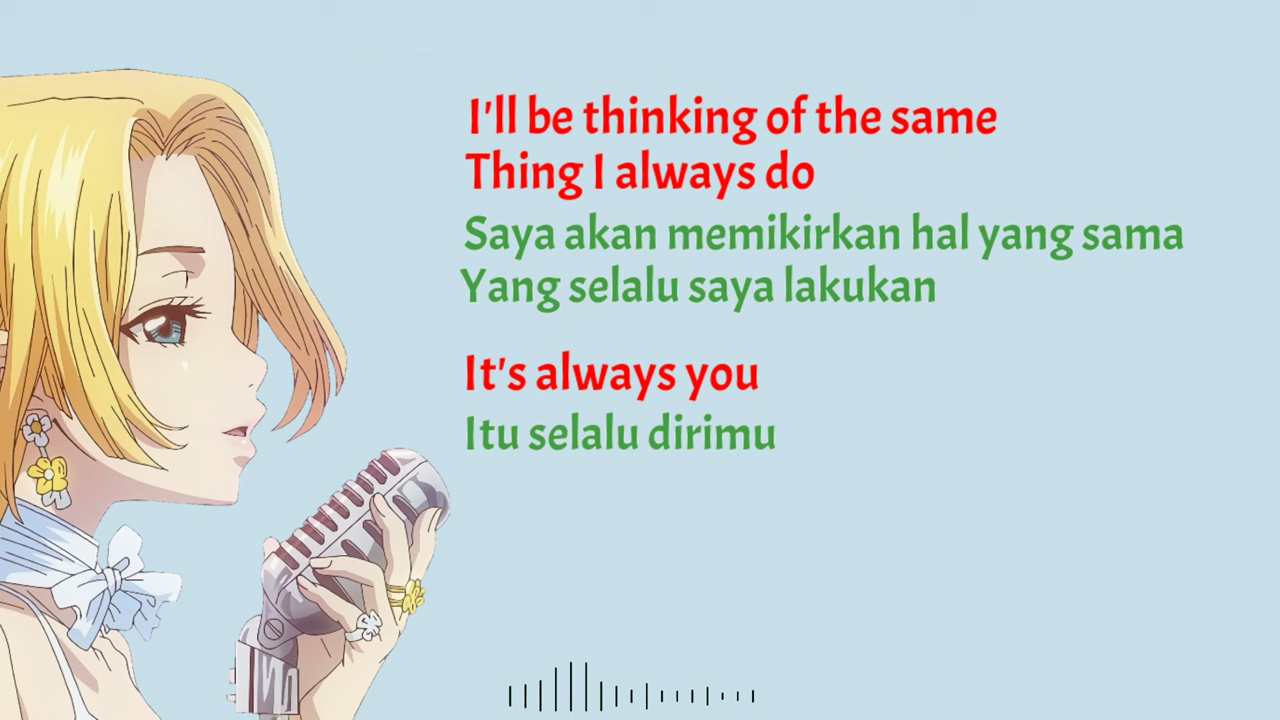 I'll be thinking of the same
Thing I always do
Saya akan memikirkan hal yang sama
Yang selalu saya lakukan
It's always you
Itu selalu dirimu